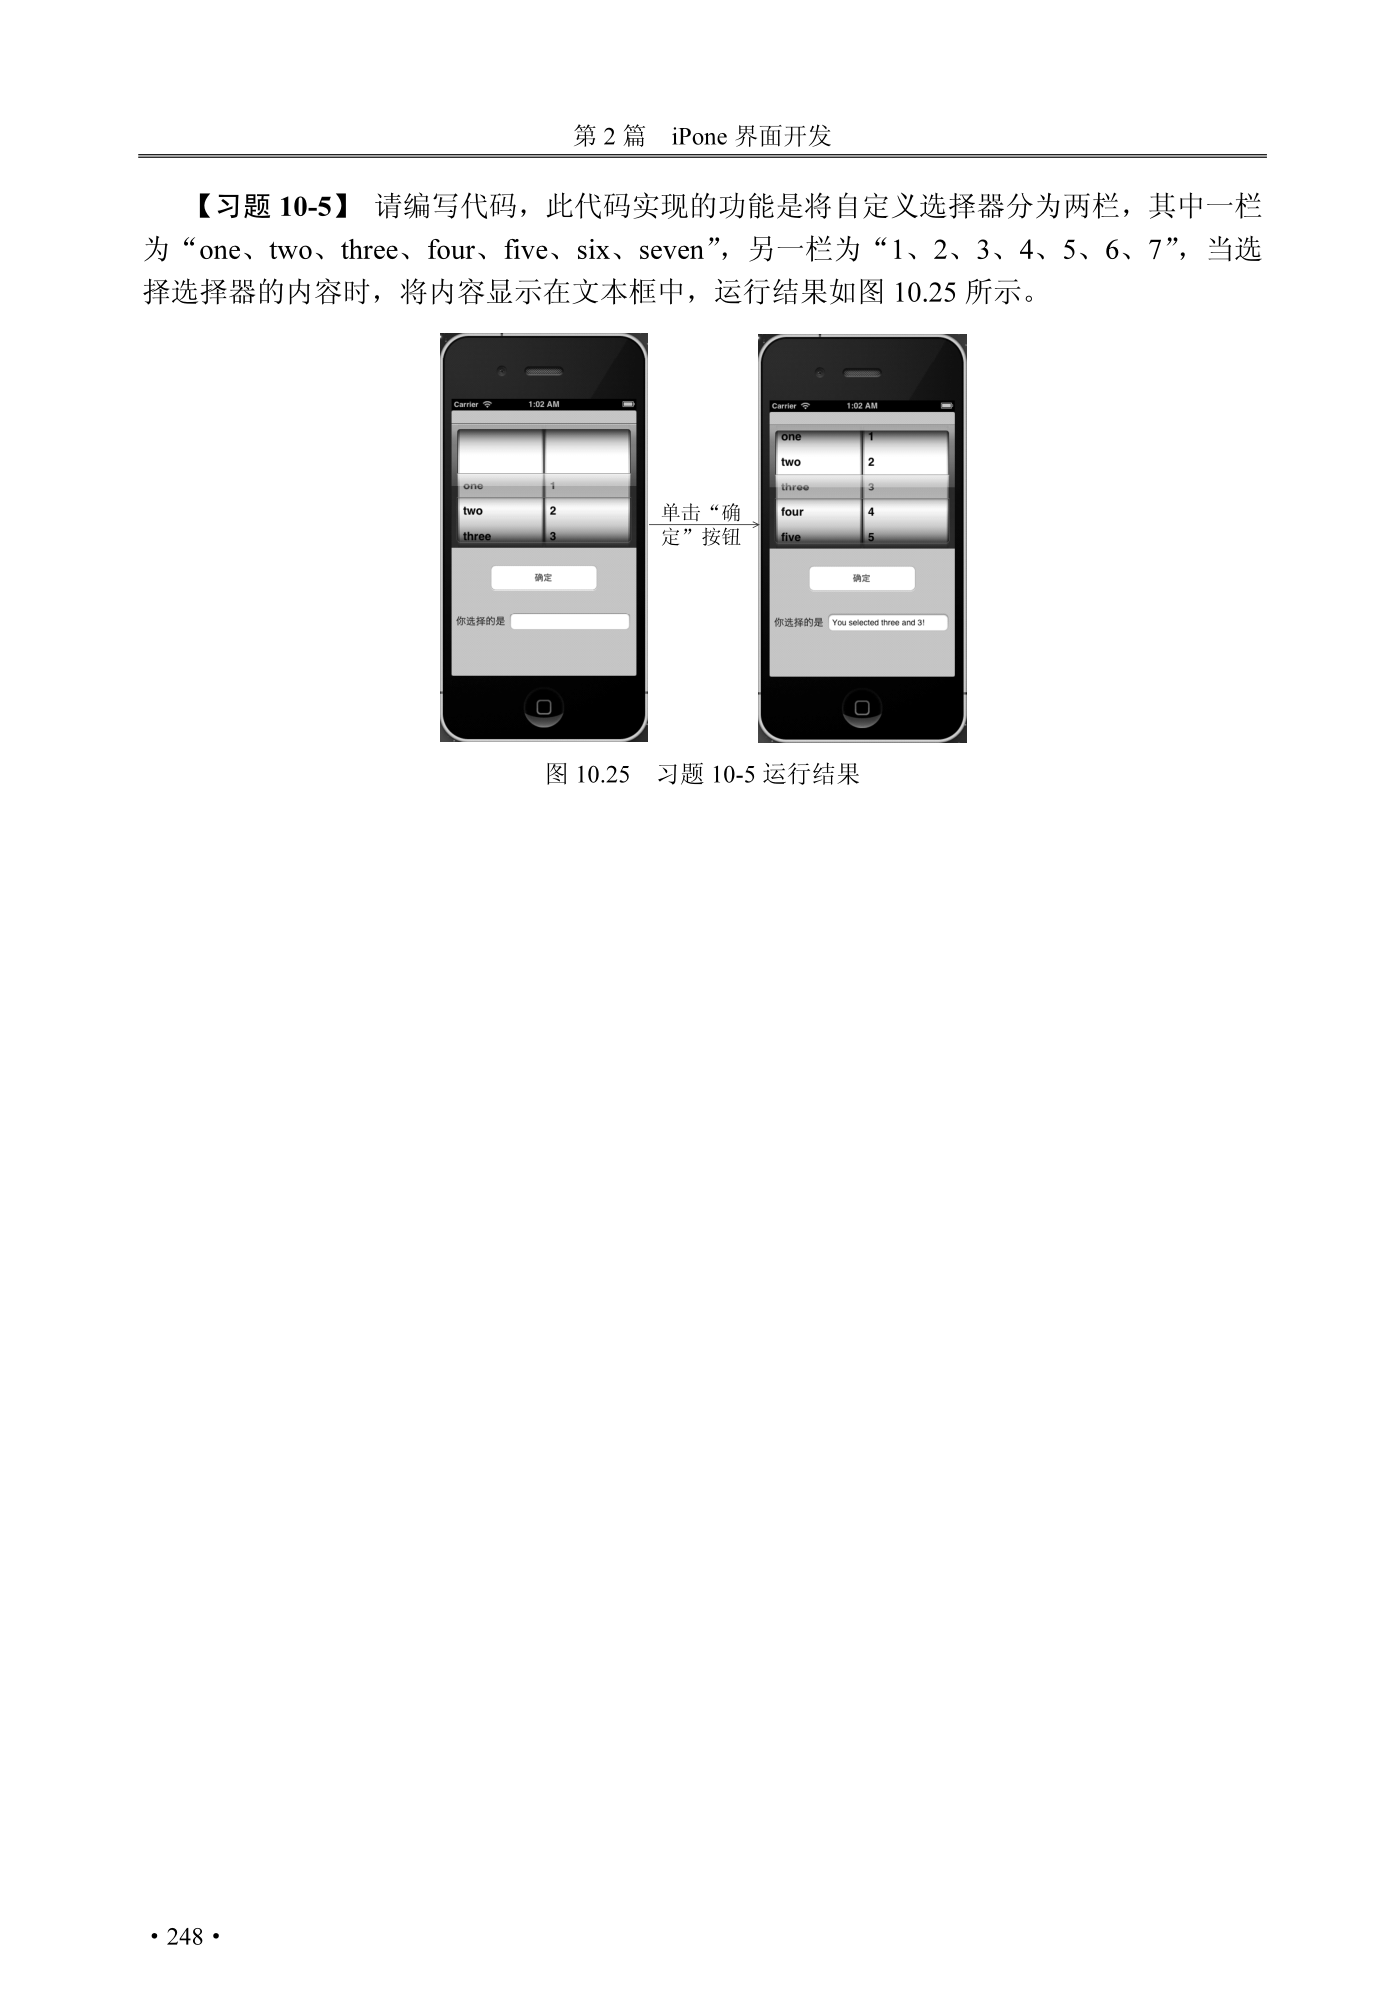 第 2 篇　iPone 界面开发
【习题 10-5】 请编写代码，此代码实现的功能是将自定义选择器分为两栏，其中一栏
为“one、two、three、four、five、six、seven”，另一栏为“1、2、3、4、5、6、7”，当选
择选择器的内容时，将内容显示在文本框中，运行结果如图 10.25 所示。
Carrier 1:02 AM
one 1
two 2
three 3
确定
你选择的是
单击“确
定”按钮
Carrier 1:02 AM
one 1
two 2
three 3
four 4
five 5
确定
你选择的是 You selected three and 3!
图 10.25　习题 10-5 运行结果
·248·